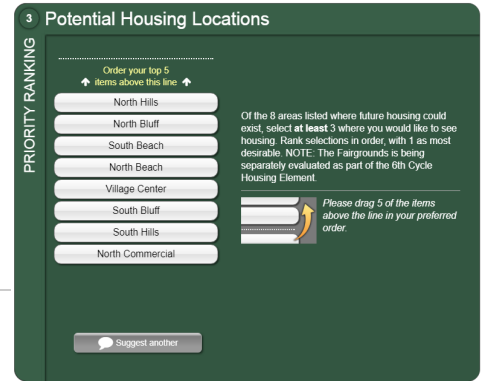 3 Potential Housing Locations
PRIORITY RANKING
Order your top 5
items above this line
North Hills
North Bluff
South Beach
North Beach
Village Center
South Bluff
South Hills
North Commercial
Suggest another
Of the 8 areas listed where future housing could
exist, select at least 3 where you would like to see
housing. Rank selections in order, with 1 as most
desirable. NOTE: The Fairgrounds is being
separately evaluated as part of the 6th Cycle
Housing Element.
Please drag 5 of the items
above the line in your preferred
order.